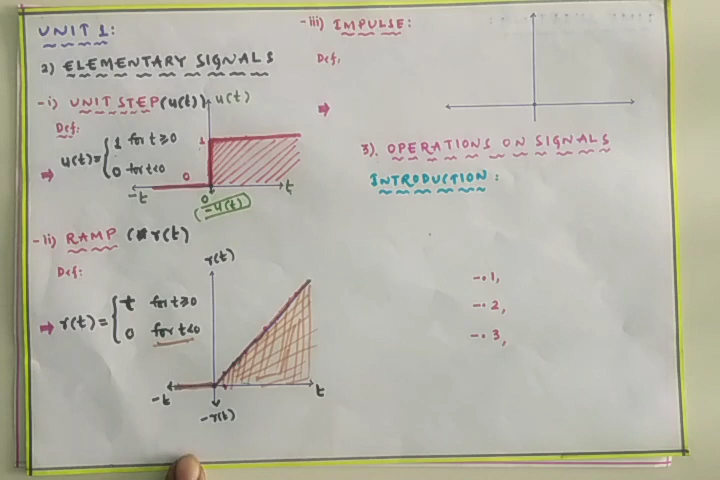 UNIT 1:
2) ELEMENTARY SIGNALS
-i) UNIT STEP (u(t))
u(t)
Def:
u(t)= { 1 for t≥0
0 for t<0
1
0
-t
0
t
(-u(t))
-ii) RAMP ( r(t)
Def:
r(t)
r(t)= { t for t≥0
0 for t<0
-t
t
-r(t)
-iii) IMPULSE:
Def:
3). OPERATIONS ON SIGNALS
INTRODUCTION:
-. 1,
-. 2,
-. 3,